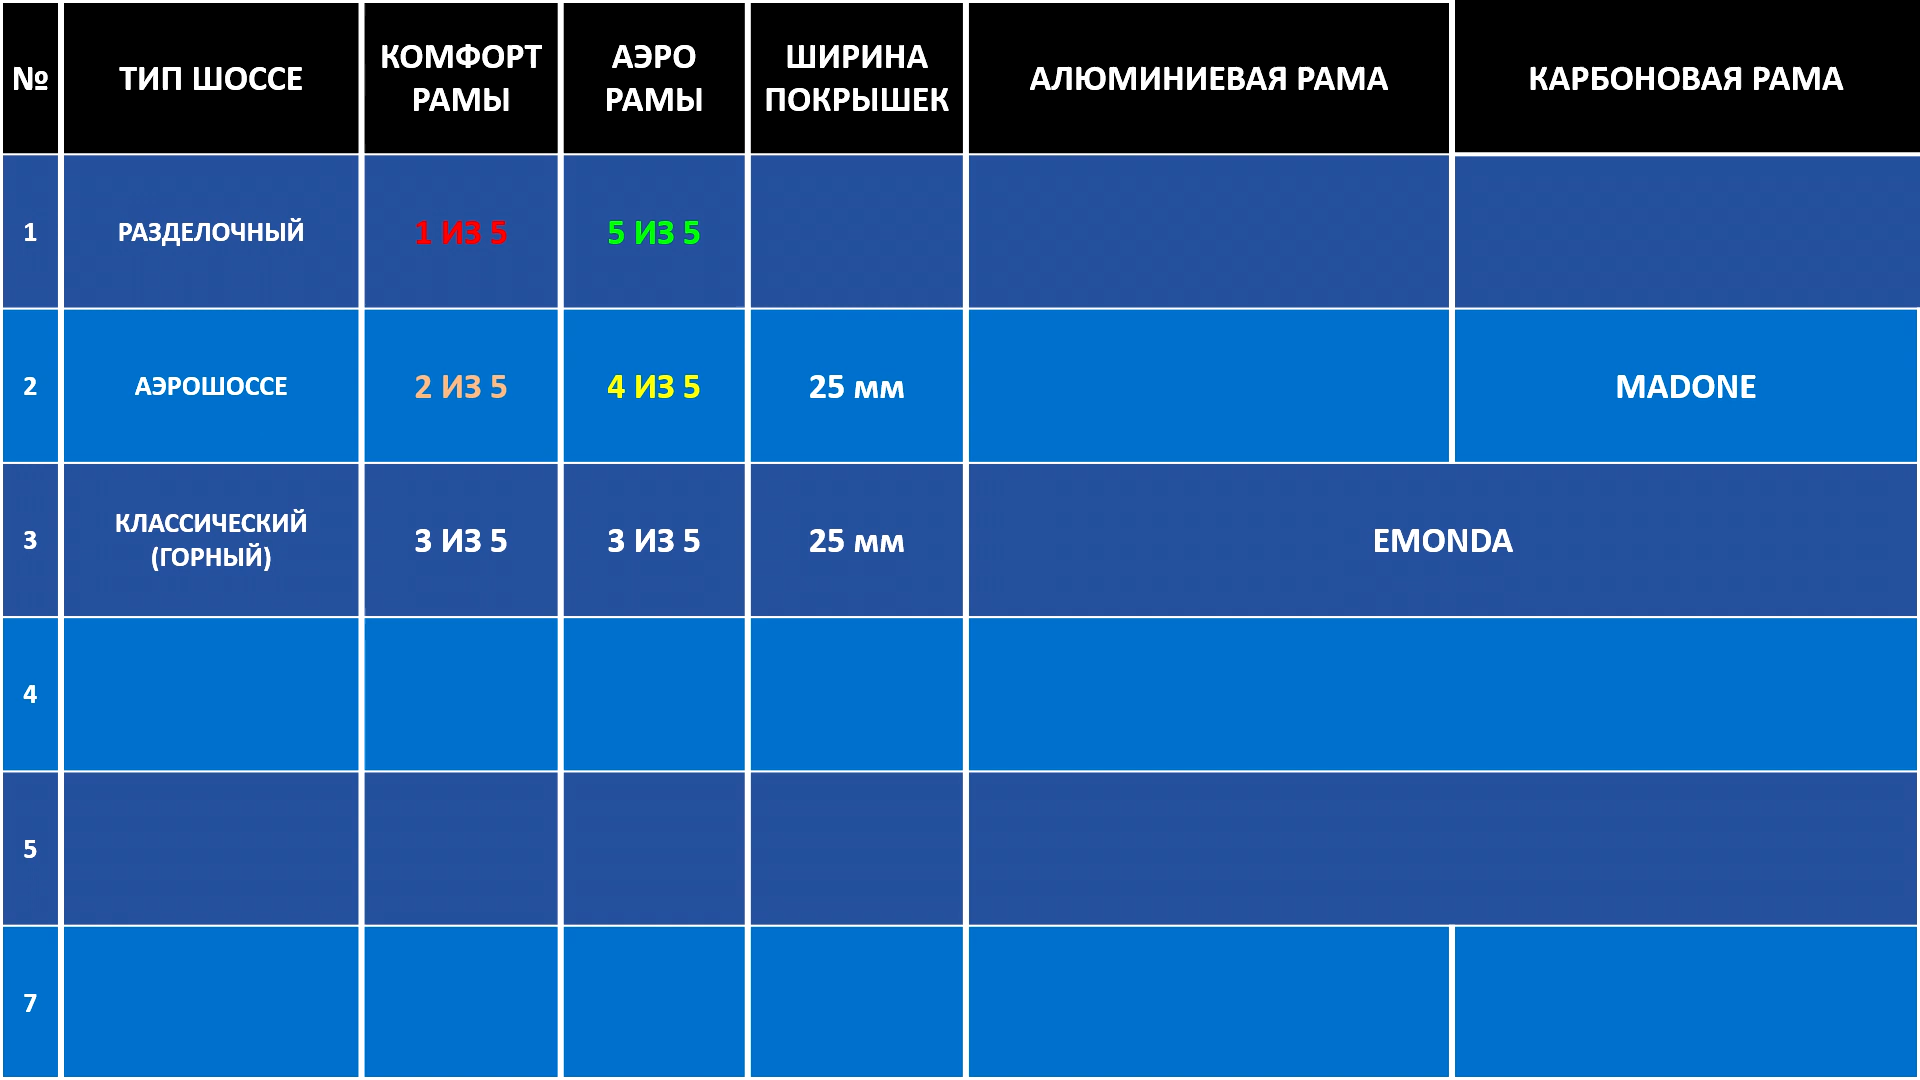 №
ТИП ШОССЕ
КОМФОРТ
РАМЫ
АЭРО
РАМЫ
ШИРИНА
ПОКРЫШЕК
АЛЮМИНИЕВАЯ РАМА
КАРБОНОВАЯ РАМА
1
РАЗДЕЛОЧНЫЙ
1 ИЗ 5
5 ИЗ 5
2
АЭРОШОССЕ
2 ИЗ 5
4 ИЗ 5
25 мм
MADONE
3
КЛАССИЧЕСКИЙ
(ГОРНЫЙ)
3 ИЗ 5
3 ИЗ 5
25 мм
EMONDA
4
5
7